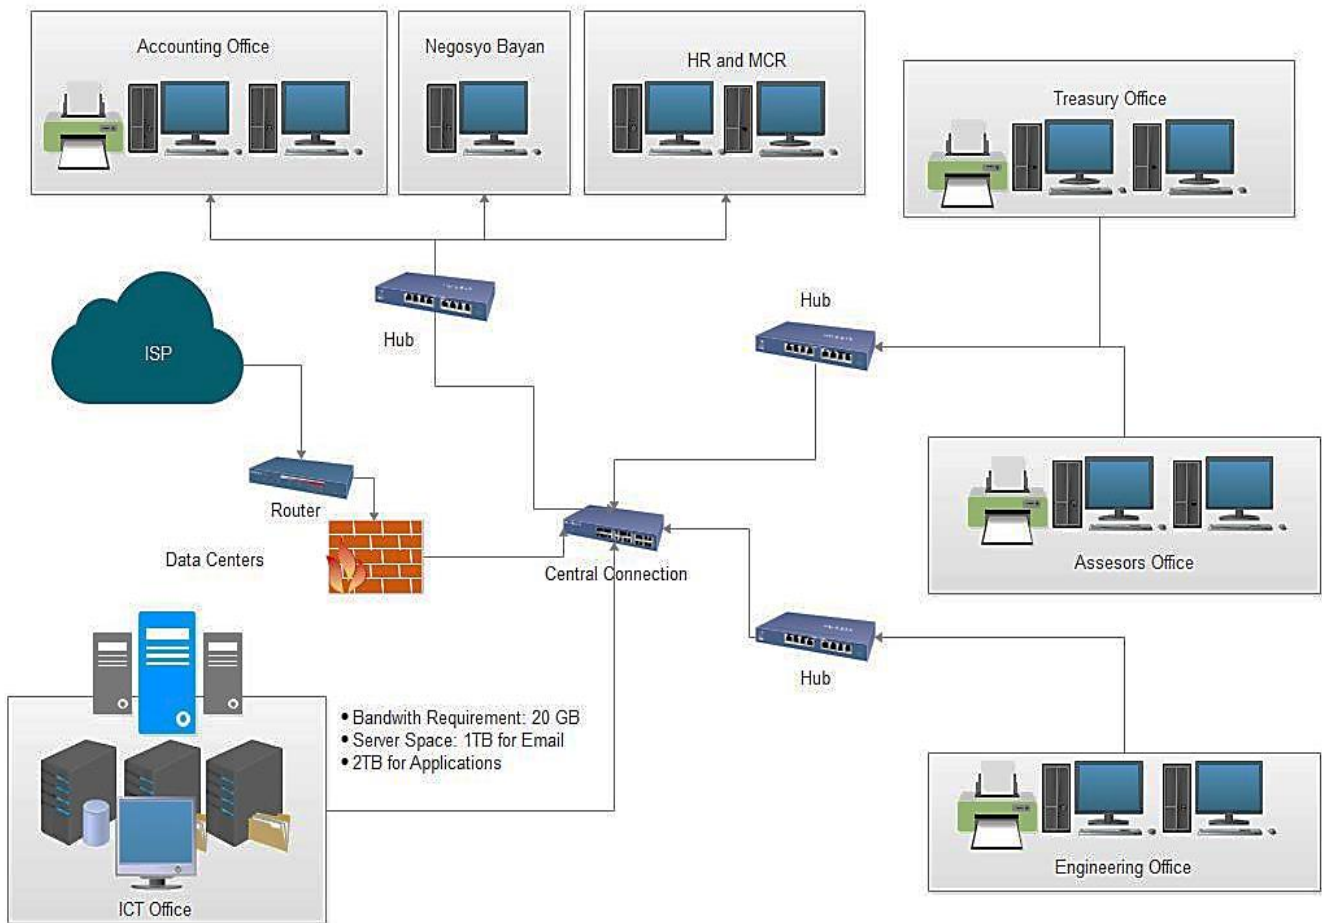 Accounting Office
Negosyo Bayan
HR and MCR
Treasury Office
Hub
Hub
ISP
Router
Data Centers
Central Connection
Assesors Office
Hub
• Bandwith Requirement: 20 GB
• Server Space: 1TB for Email
• 2TB for Applications
Engineering Office
ICT Office